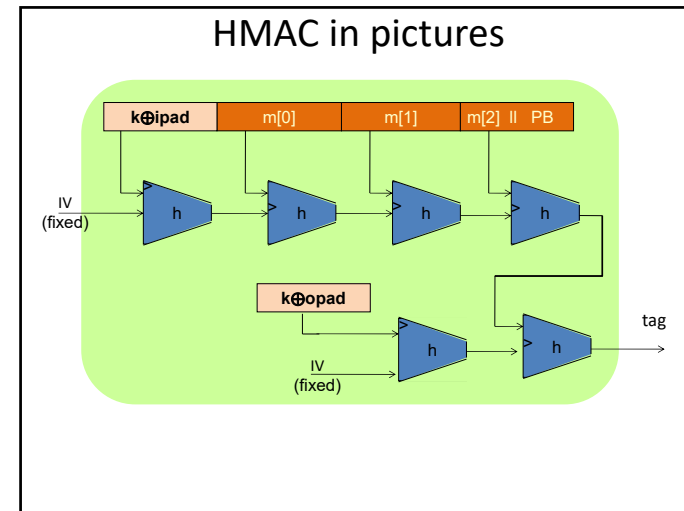 HMAC in pictures
k⊕ipad m[0] m[1] m[2] ll PB
> > > >
h h h h
IV
(fixed)
k⊕opad
tag
> >
h h
IV
(fixed)